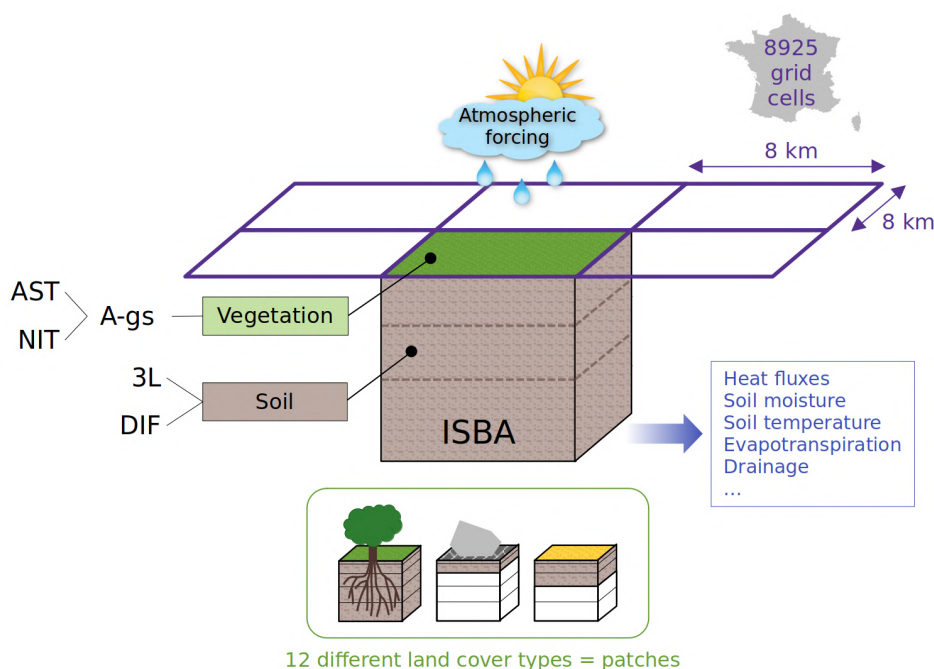 8925
grid
cells
Atmospheric
forcing
8 km
8 km
AST
NIT
A-gs
Vegetation
3L
DIF
Soil
ISBA
Heat fluxes
Soil moisture
Soil temperature
Evapotranspiration
Drainage
...
12 different land cover types = patches